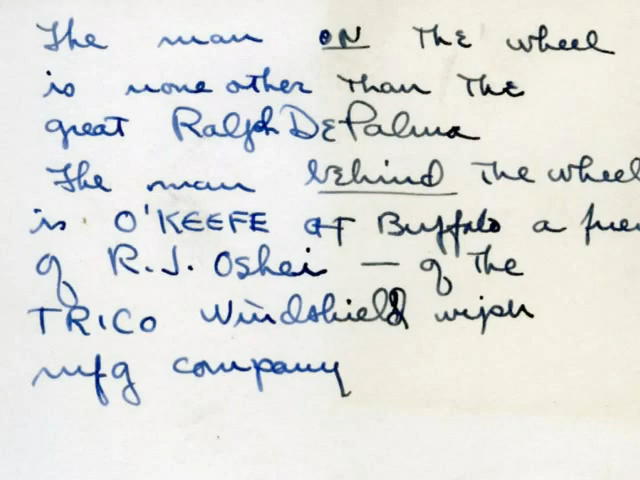 The man ON The wheel
is none other Than The
great Ralph DePalma
The man behind The wheel
is O'KEEFE OF Buffalo a
of R.J. Oshei — of The
TRICO Windshield wiper
mfg company